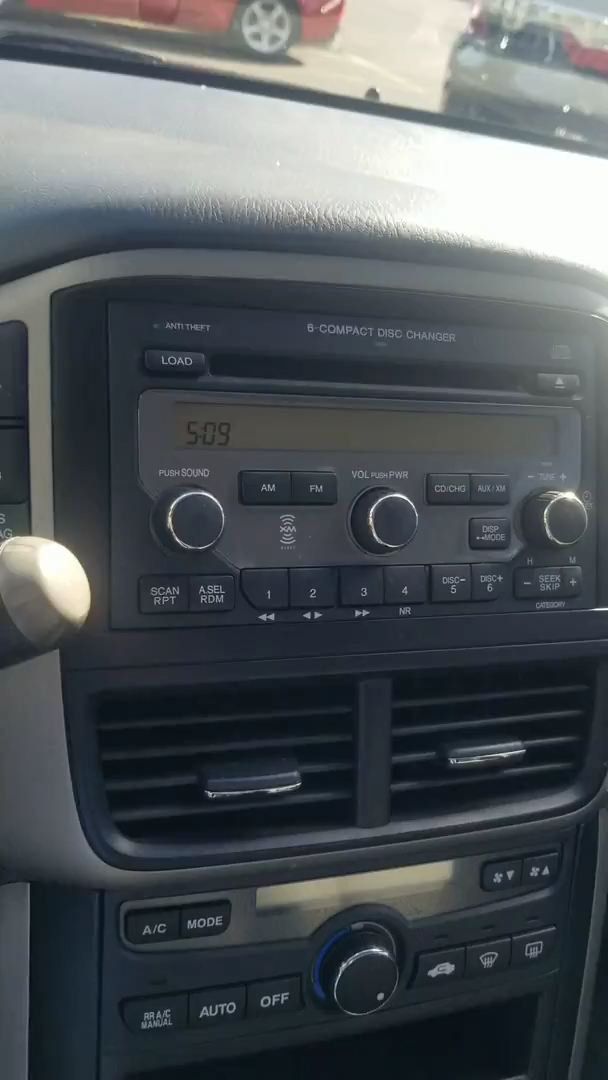 ANTI THEFT
6-COMPACT DISC CHANGER
LOAD
5:09
PUSH SOUND
VOL PUSH PWR
- TUNE +
AM
FM
CD/CHG
AUX/XM
XM
DISP
MODE
H M
SCAN
RPT
A.SEL
RDM
1
2
3
4
NR
DISC-
5
DISC+
6
- SEEK
SKIP +
CATEGORY
A/C
MODE
RR A/C
MANUAL
AUTO
OFF